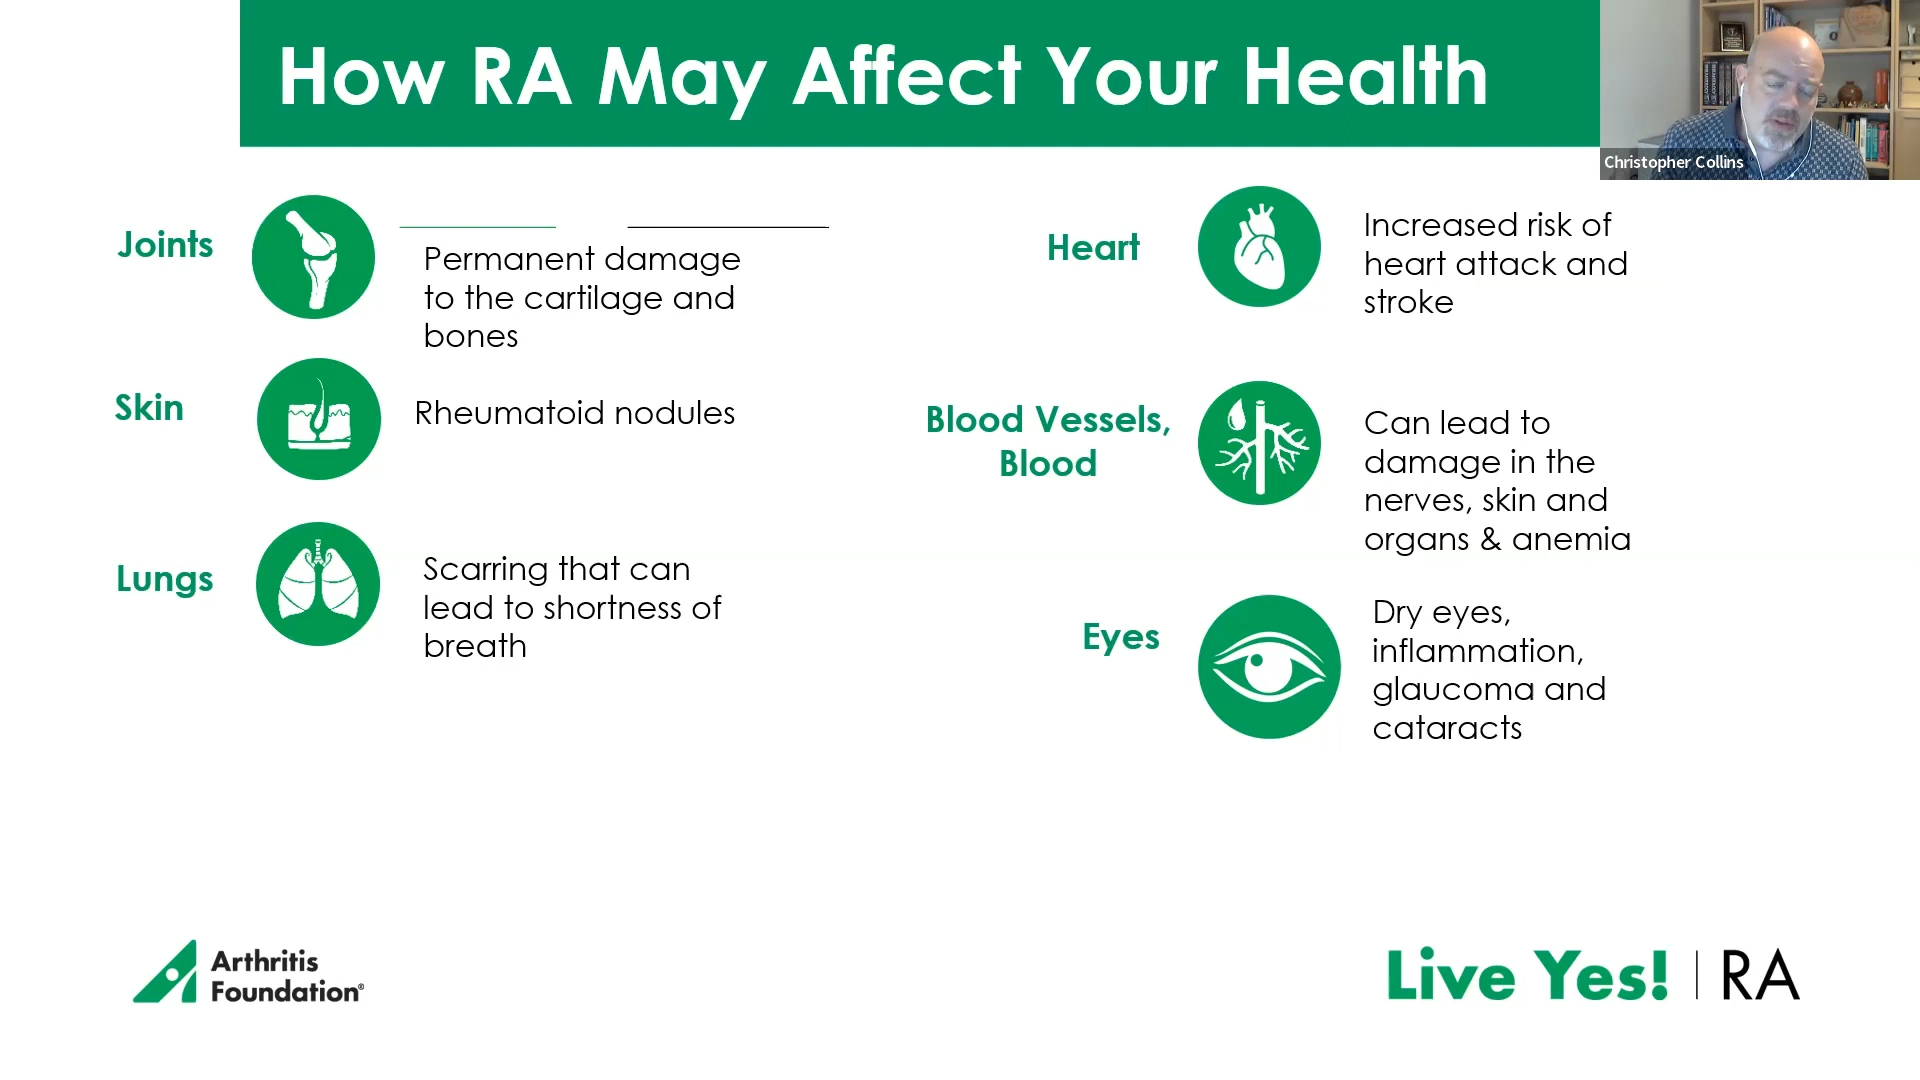 How RA May Affect Your Health
Christopher Collins
Joints
Permanent damage
to the cartilage and
bones
Skin
Rheumatoid nodules
Lungs
Scarring that can
lead to shortness of
breath
Heart
Increased risk of
heart attack and
stroke
Blood Vessels,
Blood
Can lead to
damage in the
nerves, skin and
organs & anemia
Eyes
Dry eyes,
inflammation,
glaucoma and
cataracts
Arthritis
Foundation®
Live Yes! | RA